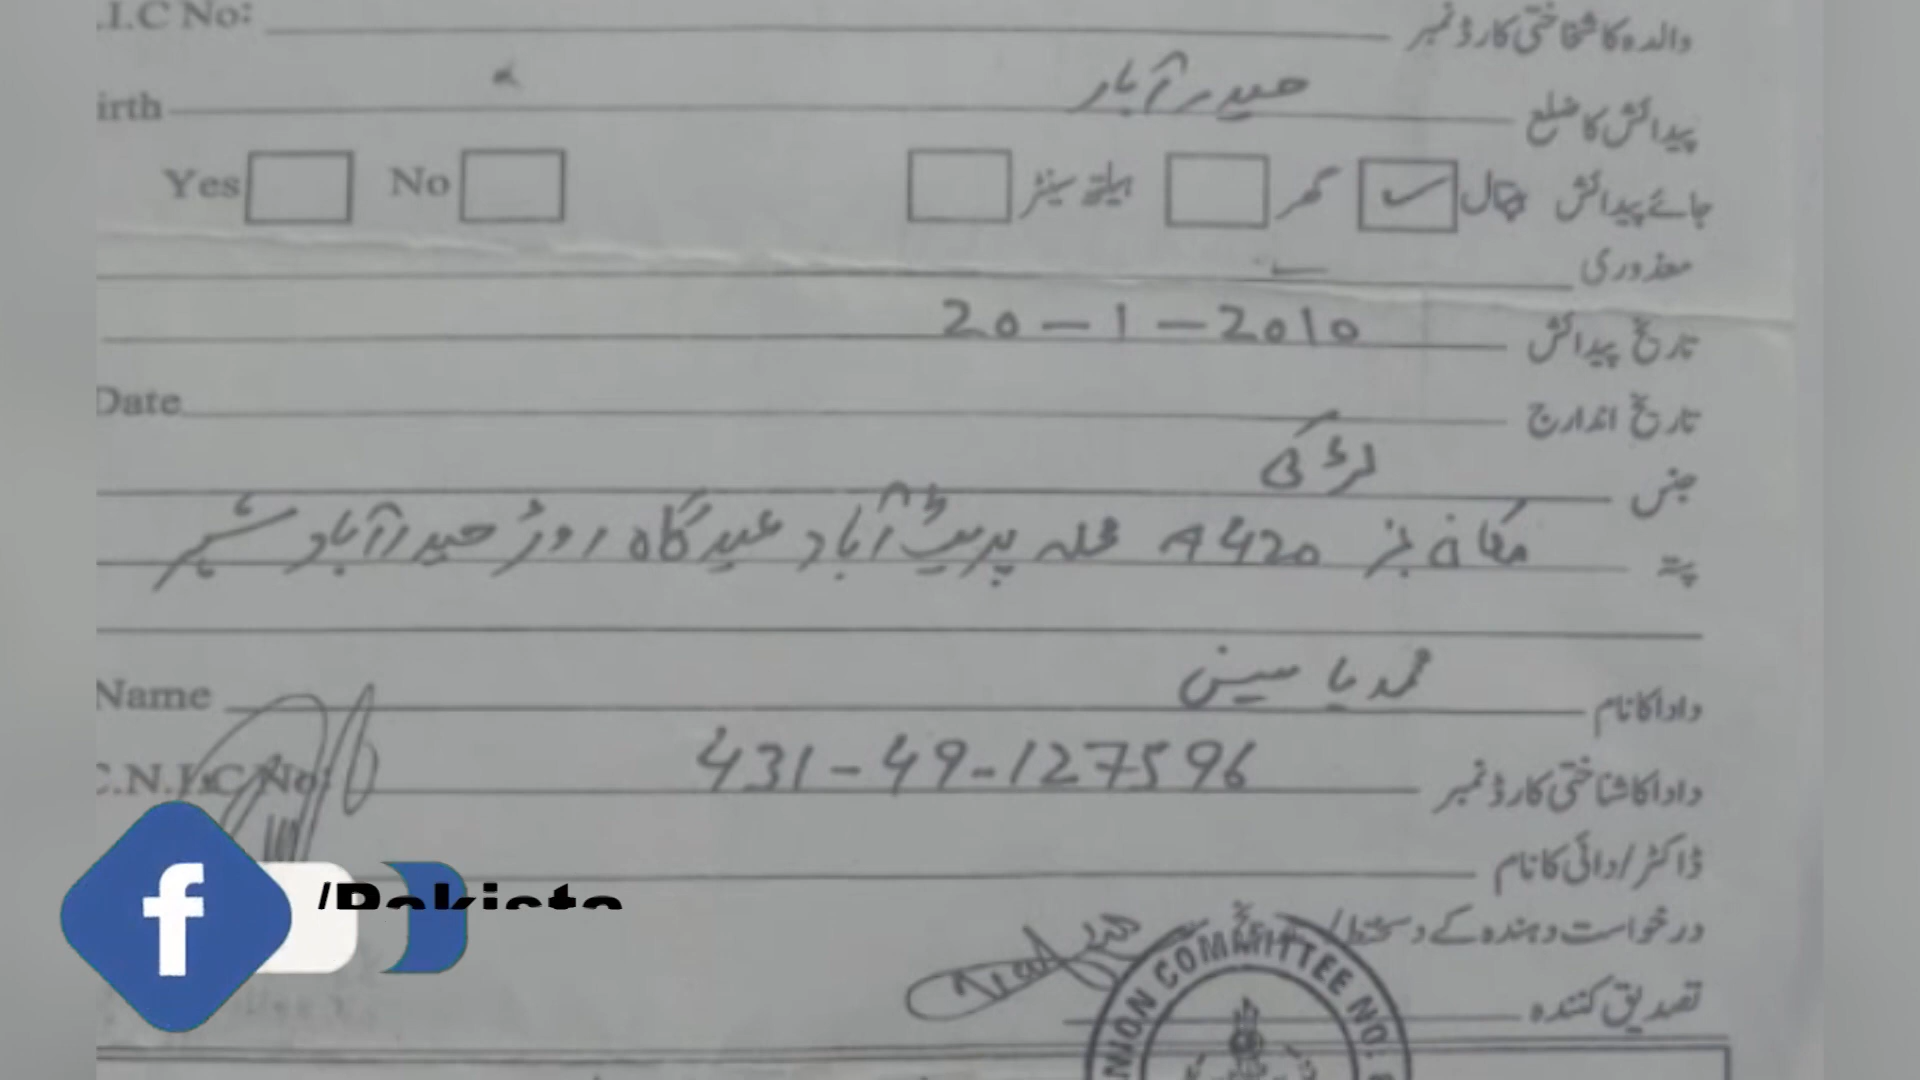 .I.C No: والدہ کا شناختی کارڈ نمبر
irth حیدرآباد پیدائش کا ضلع
Yes No ہیلتھ سینٹر گھر ہسپتال جائے پیدائش
معذوری
20-1-2010 تاریخ پیدائش
Date تاریخ اندارج
لڑکی جنس
مکان نمبر A420 محلہ پریٹ آباد عیدگاہ روڑ حیدرآباد شہر پتہ
Name محمد یاسین دادا کا نام
C.N.I.C No: 431-49-127596 دادا کا شناختی کارڈ نمبر
ڈاکٹر/دائی کا نام
درخواست دہندہ کے دستخط/
تصدیق کنندہ
UNION COMMITTEE NO:
f /Pakista